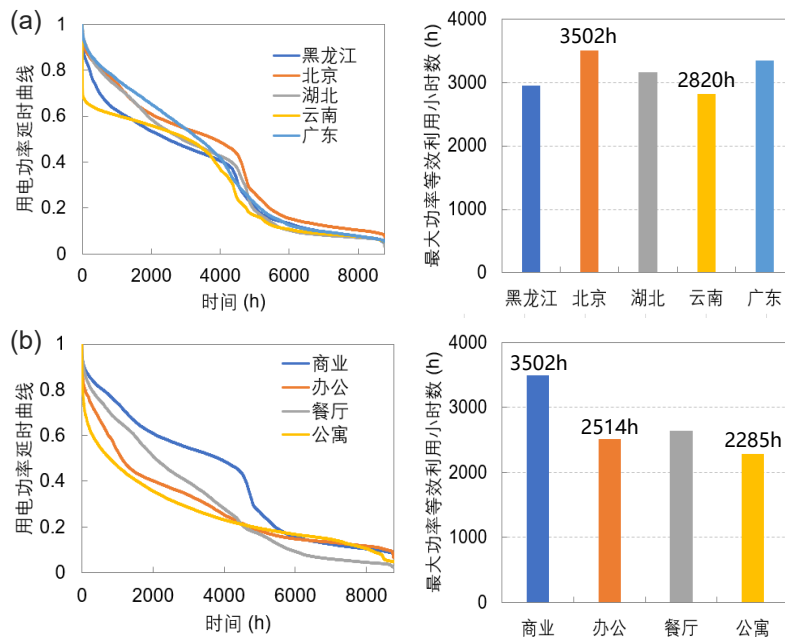 (a)
用电功率延时曲线
1
0.8
0.6
0.4
0.2
0
0
2000
4000
6000
8000
时间 (h)
黑龙江
北京
湖北
云南
广东
最大功率等效利用小时数 (h)
4000
3000
2000
1000
0
3502h
2820h
黑龙江
北京
湖北
云南
广东
(b)
用电功率延时曲线
1
0.8
0.6
0.4
0.2
0
0
2000
4000
6000
8000
时间 (h)
商业
办公
餐厅
公寓
最大功率等效利用小时数 (h)
4000
3000
2000
1000
0
3502h
2514h
2285h
商业
办公
餐厅
公寓